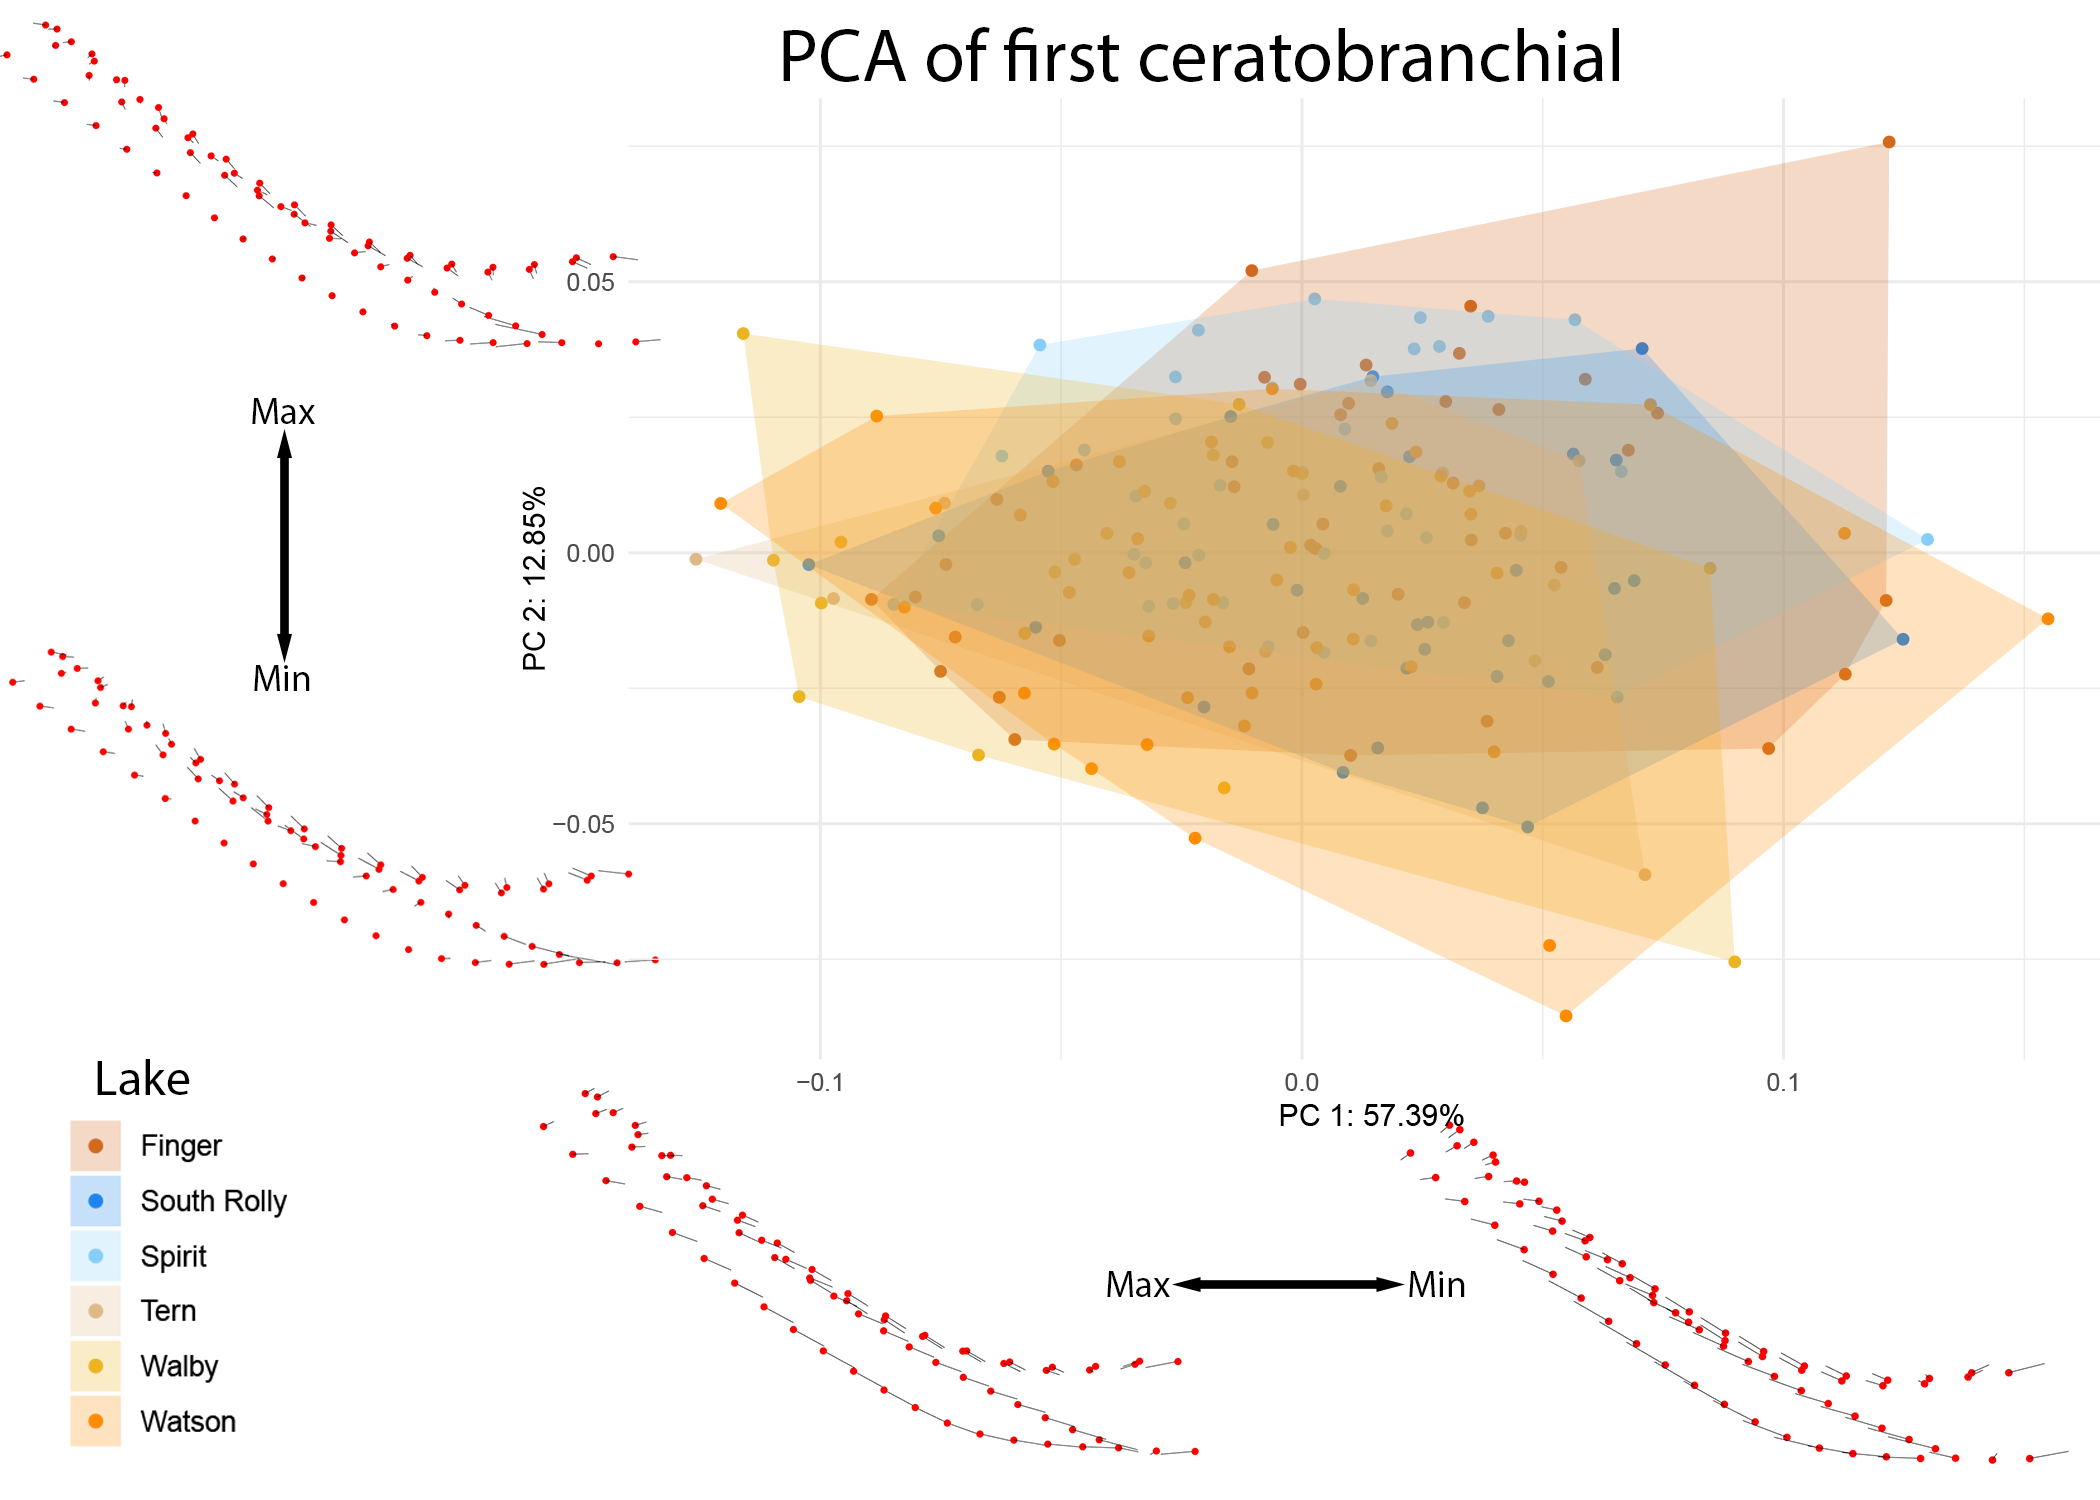 PCA of first ceratobranchial
0.05
0.00
−0.05
PC 2: 12.85%
Max
Min
−0.1
0.0
0.1
PC 1: 57.39%
Max
Min
Lake
Finger
South Rolly
Spirit
Tern
Walby
Watson